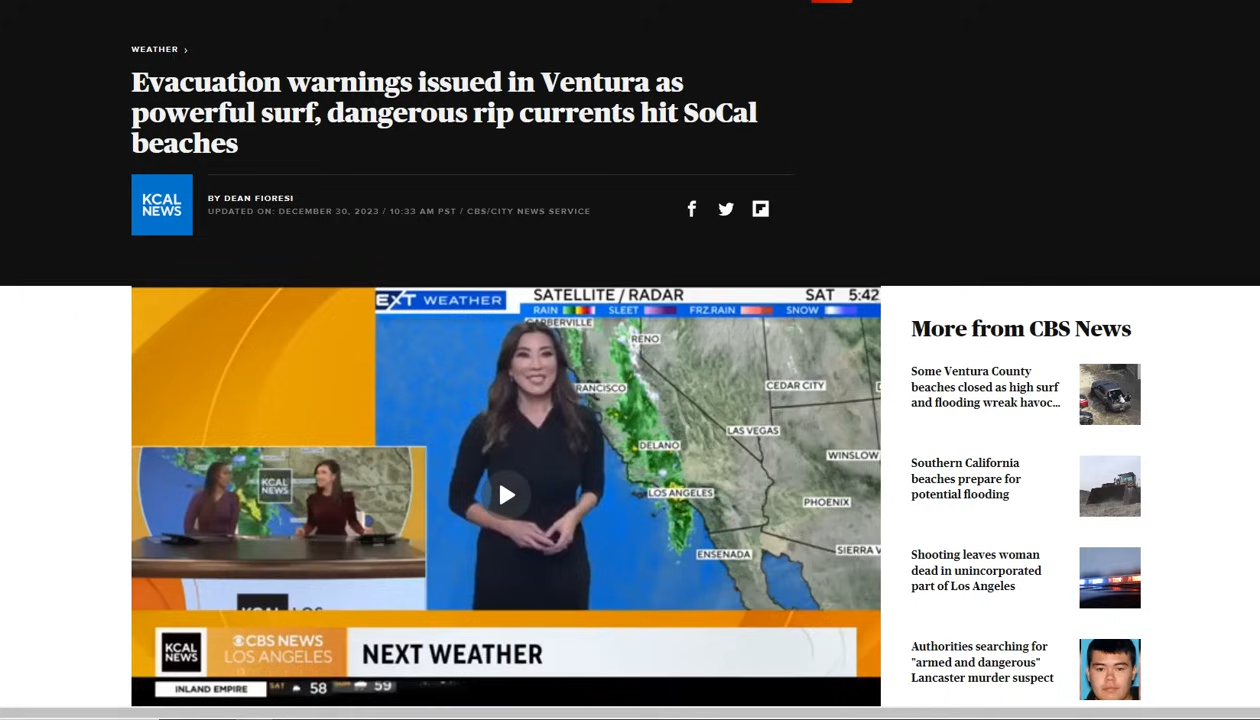 WEATHER ›
Evacuation warnings issued in Ventura as
powerful surf, dangerous rip currents hit SoCal
beaches
KCAL
NEWS
BY DEAN FIORESI
UPDATED ON: DECEMBER 30, 2023 / 10:33 AM PST / CBS/CITY NEWS SERVICE
EXT WEATHER
SATELLITE / RADAR
SAT 5:42
RAIN SLEET FRZ.RAIN SNOW
GARBERVILLE
RENO
RANCISCO
CEDAR CITY
LAS VEGAS
DELANO
WINSLOW
LOS ANGELES
PHOENIX
ENSENADA
SIERRA V
KCAL
NEWS
KCAL LOS
KCAL
NEWS
CBS NEWS
LOS ANGELES
NEXT WEATHER
INLAND EMPIRE
SAT 58
59
More from CBS News
Some Ventura County
beaches closed as high surf
and flooding wreak havoc...
Southern California
beaches prepare for
potential flooding
Shooting leaves woman
dead in unincorporated
part of Los Angeles
Authorities searching for
"armed and dangerous"
Lancaster murder suspect